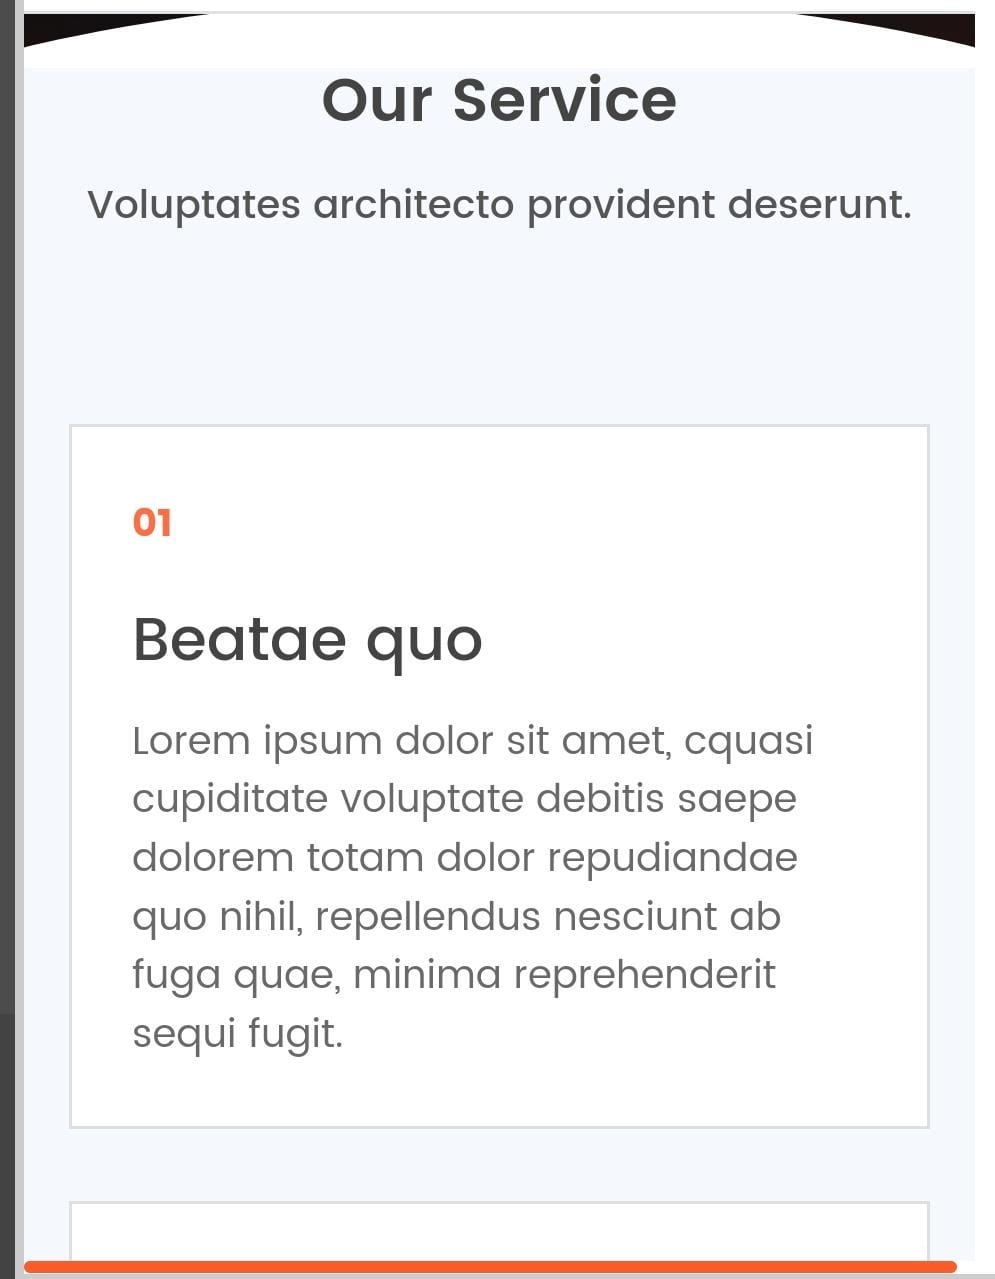 Our Service
Voluptates architecto provident deserunt.
01
Beatae quo
Lorem ipsum dolor sit amet, cquasi
cupiditate voluptate debitis saepe
dolorem totam dolor repudiandae
quo nihil, repellendus nesciunt ab
fuga quae, minima reprehenderit
sequi fugit.